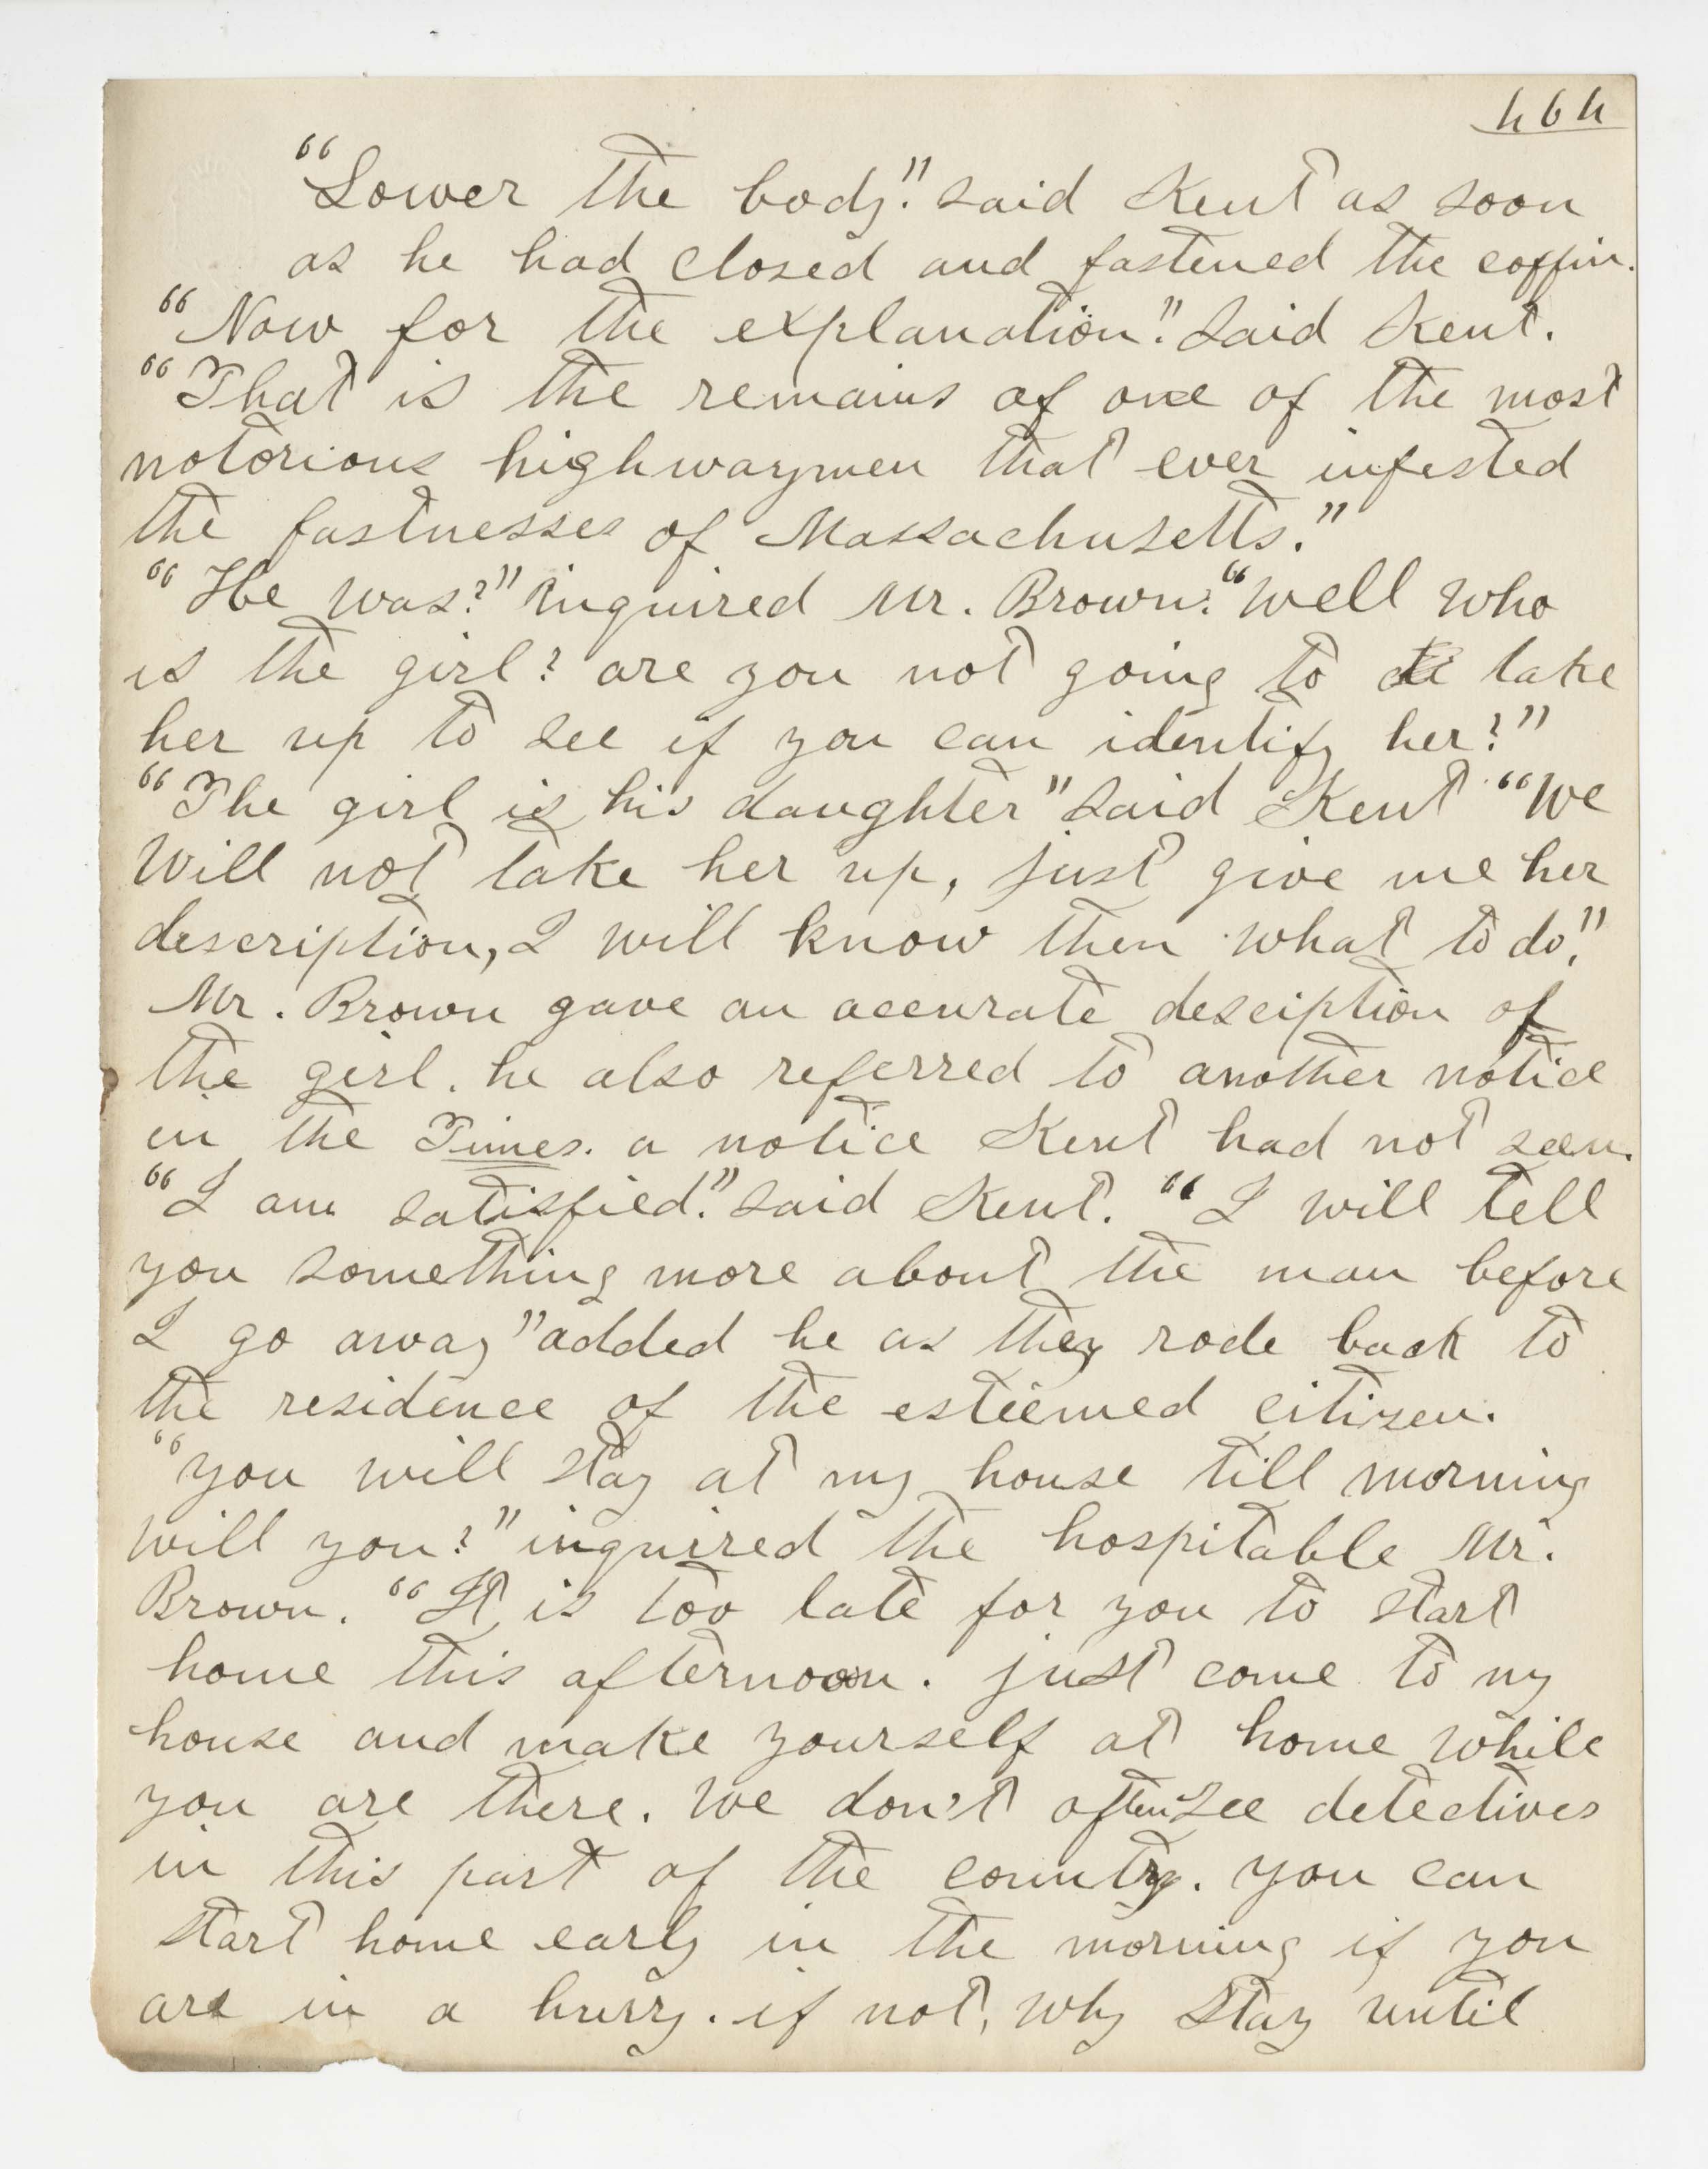 464
"Lower the body." said Kent as soon
as he had closed and fastened the coffin.
"Now for the explanation." said Kent.
"That is the remains of one of the most
notorious highwaymen that ever infested
the fastnesses of Massachusetts."
"He was?" inquired Mr. Brown. "well who
is the girl? are you not going to take
her up to see if you can identify her?"
"The girl is his daughter" said Kent "We
will not take her up, just give me her
description, I will know then what to do."
Mr. Brown gave an accurate desciption of
the girl. he also referred to another notice
in the Times. a notice Kent had not seen.
"I am satisfied." said Kent. "I will tell
you something more about the man before
I go away" added he as they rode back to
the residence of the esteemed citizen.
"you will stay at my house till morning
will you?" inquired the hospitable Mr.
Brown. "It is too late for you to start
home this afternoon. just come to my
house and make yourself at home while
you are there. We don't often see detectives
in this part of the country. you can
start home early in the morning if you
are in a hurry. if not, why stay until